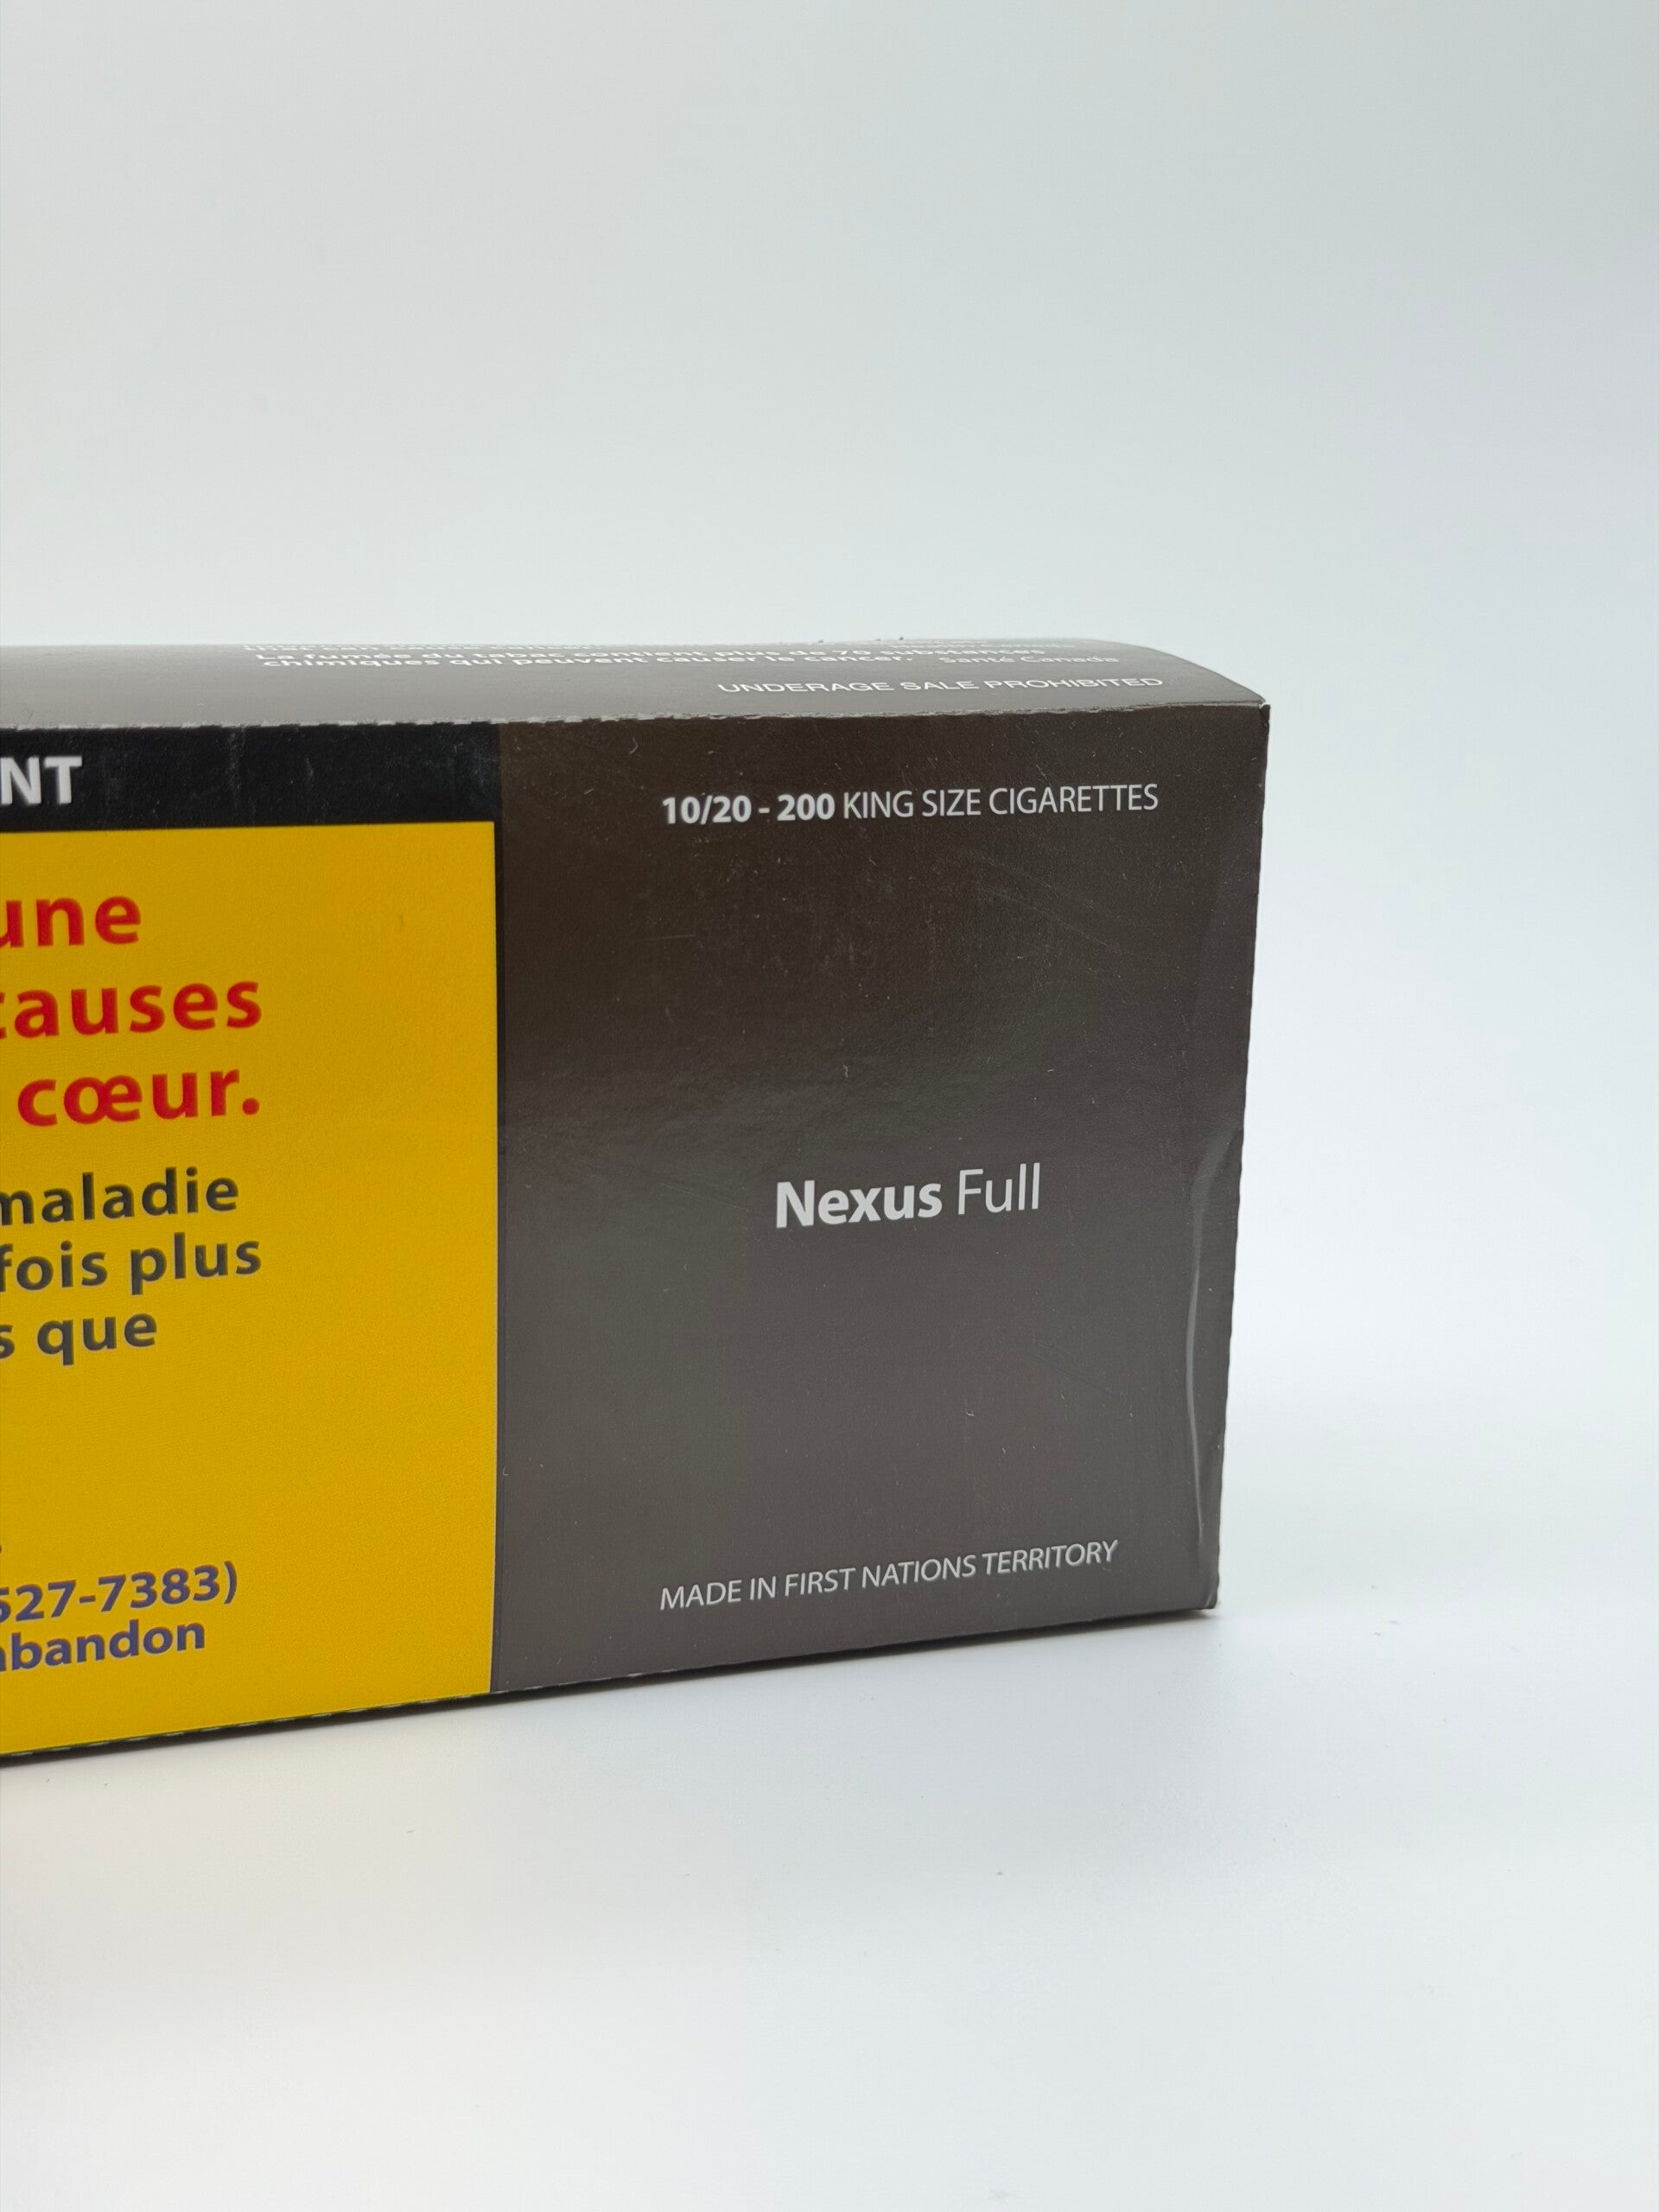 La fumée du tabac contient plus de 70 substances
chimiques qui peuvent causer le cancer. Santé Canada
UNDERAGE SALE PROHIBITED
NT
10/20 - 200 KING SIZE CIGARETTES
une
causes
cœur.
maladie
fois plus
s que
527-7383)
abandon
Nexus Full
MADE IN FIRST NATIONS TERRITORY